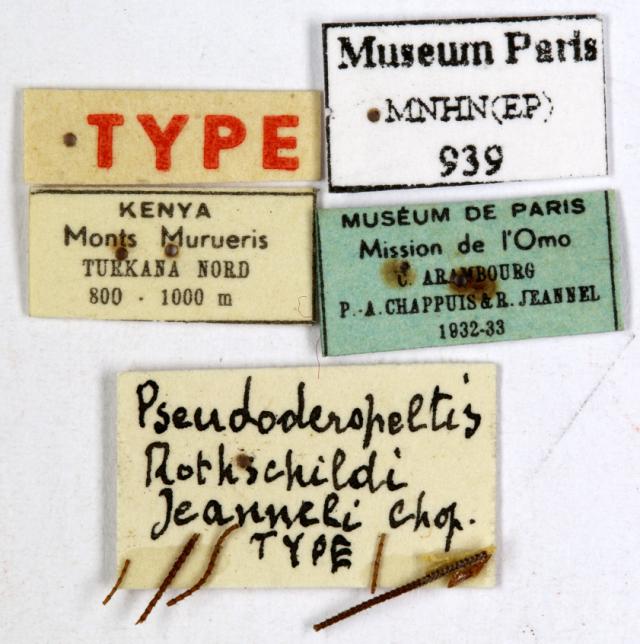 TYPE
Museum Paris
MNHN(EP)
939
KENYA
Monts Murueris
TURKANA NORD
800 - 1000 m
MUSÉUM DE PARIS
Mission de l'Omo
C. ARAMBOURG
P.-A. CHAPPUIS & R. JEANNEL
1932-33
Pseudoderopeltis
Rothschildi
Jeanneli Chop.
TYPE